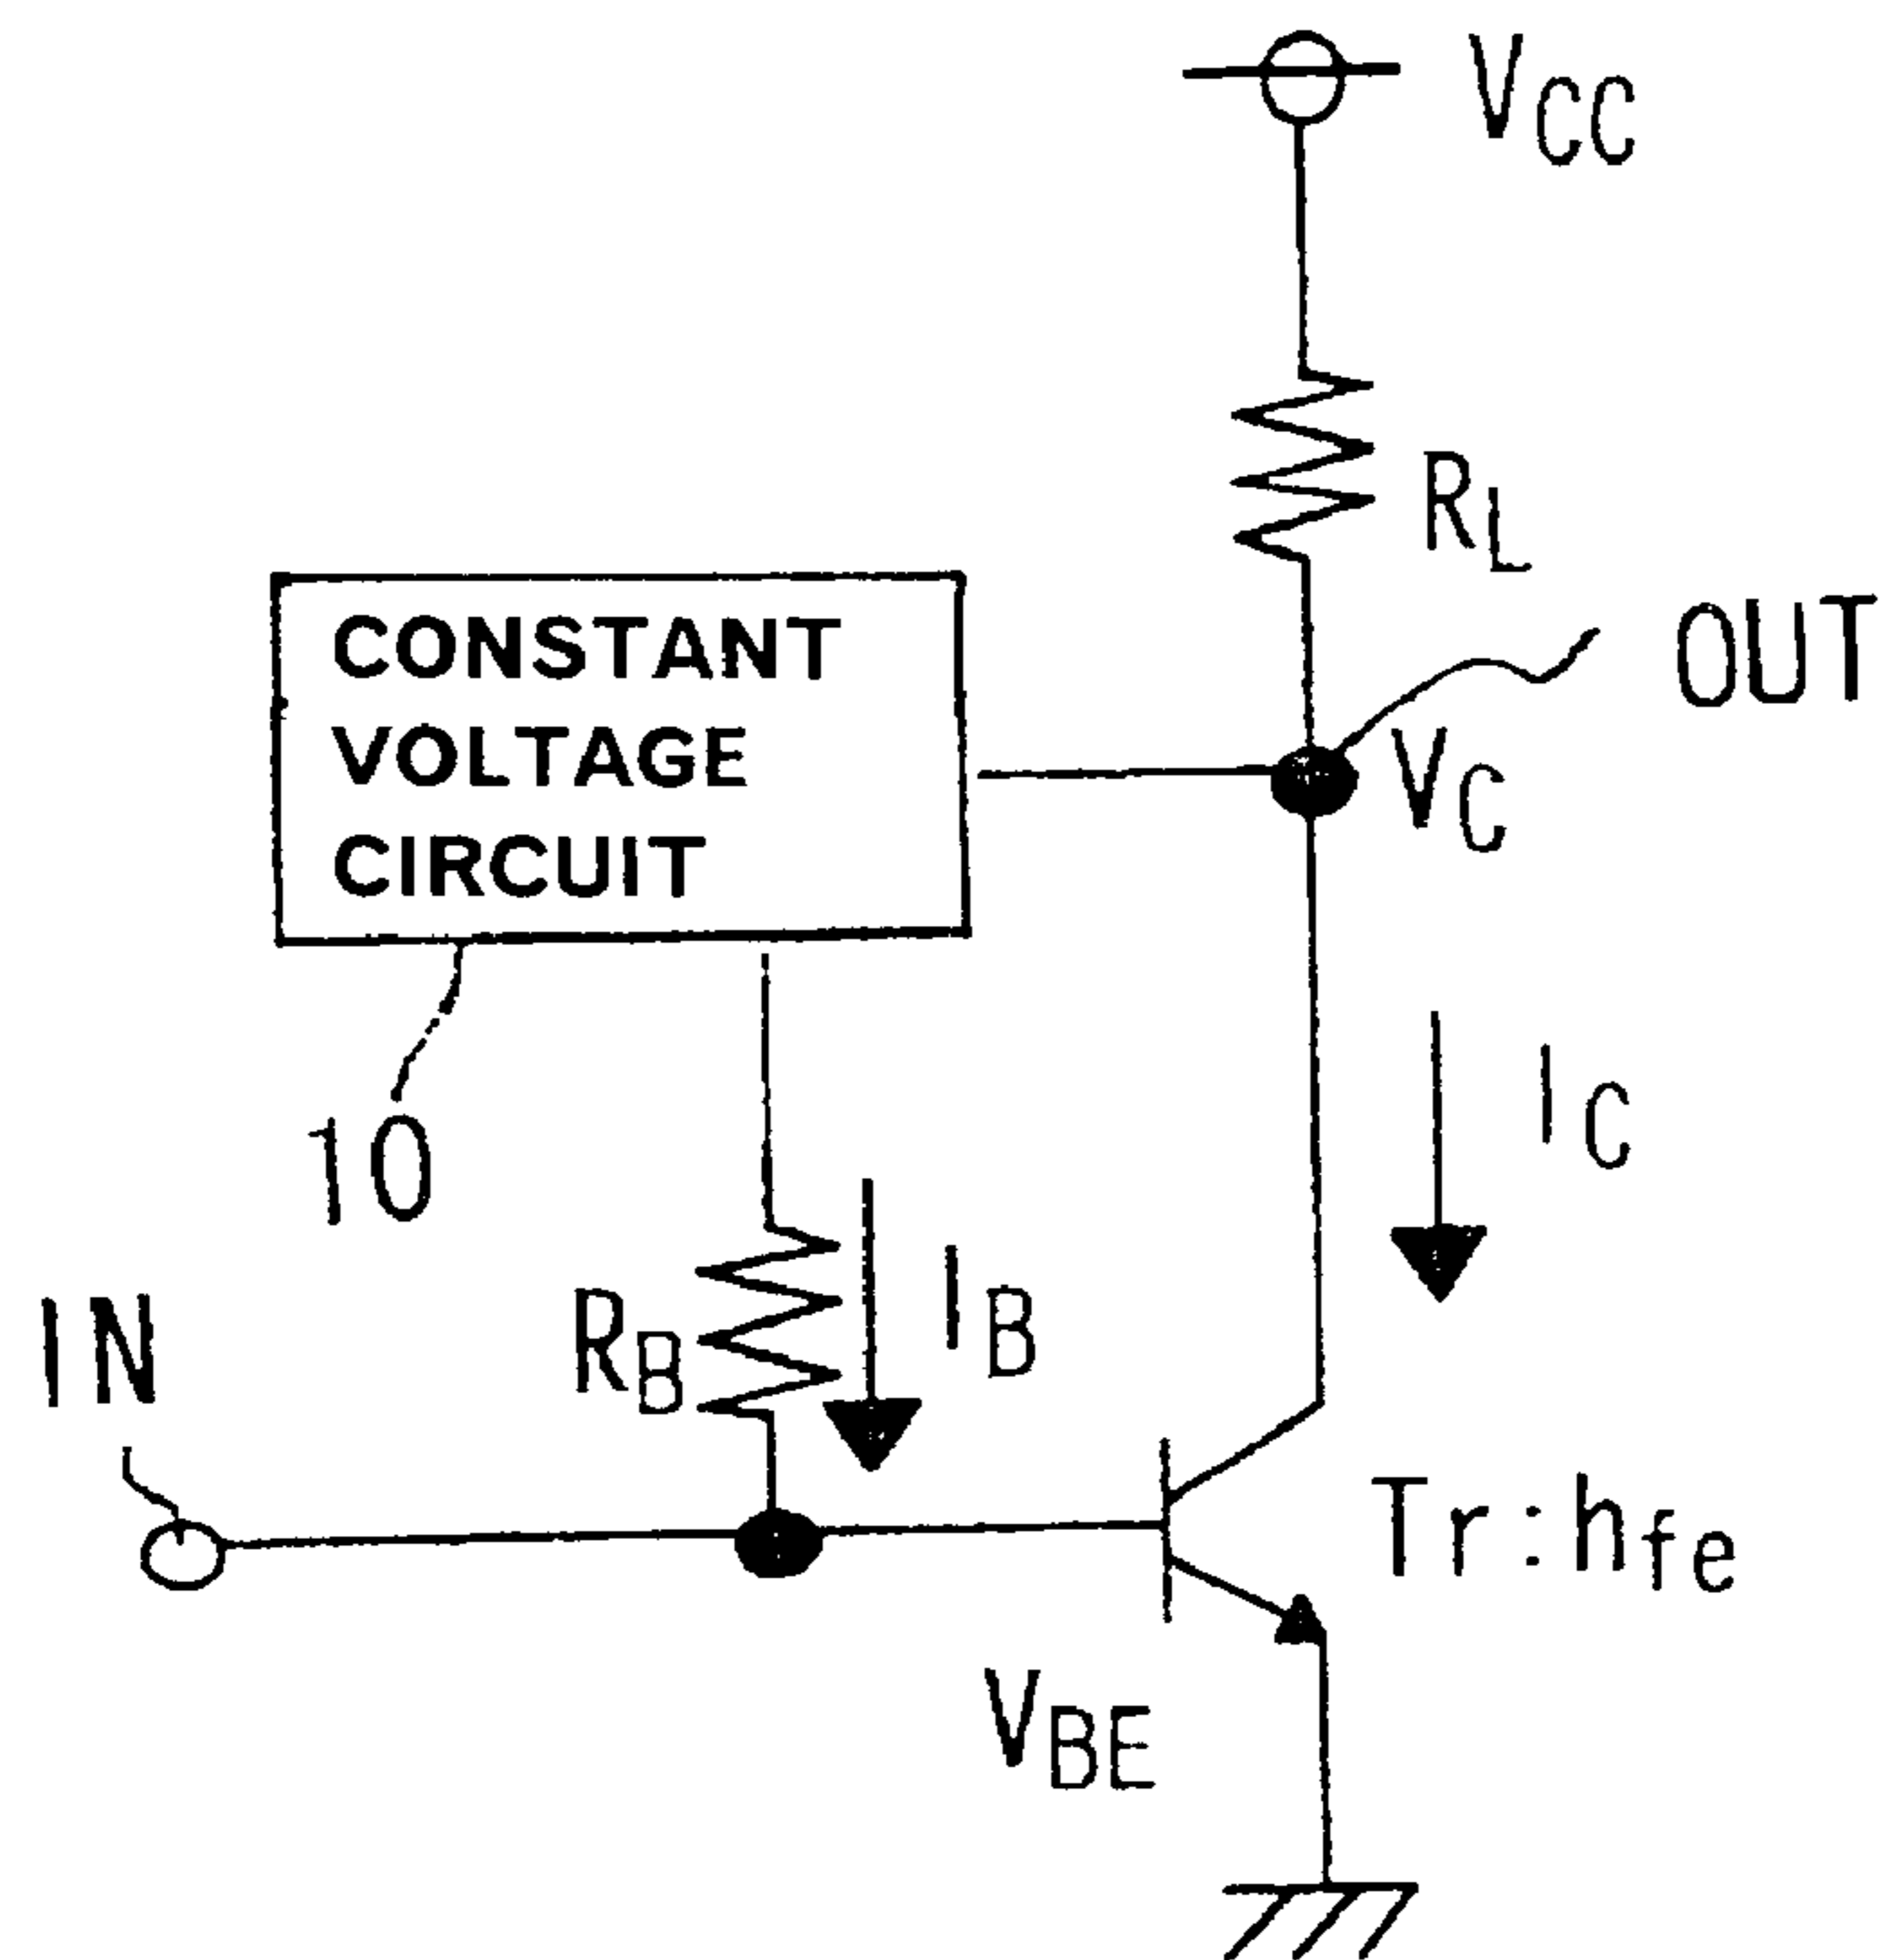 VCC
RL
OUT
CONSTANT
VOLTAGE
CIRCUIT
VC
IC
10
IN
RB
IB
Tr:hfe
VBE